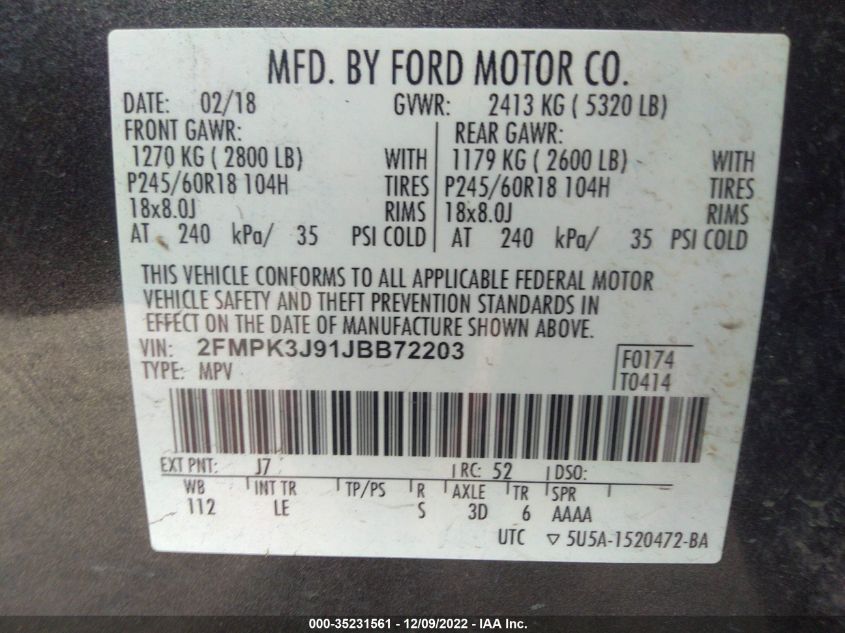 MFD. BY FORD MOTOR CO.
DATE: 02/18 GVWR: 2413 KG ( 5320 LB)
FRONT GAWR: REAR GAWR:
1270 KG ( 2800 LB) WITH 1179 KG ( 2600 LB) WITH
P245/60R18 104H TIRES P245/60R18 104H TIRES
18x8.0J RIMS 18x8.0J RIMS
AT 240 kPa/ 35 PSI COLD AT 240 kPa/ 35 PSI COLD
THIS VEHICLE CONFORMS TO ALL APPLICABLE FEDERAL MOTOR
VEHICLE SAFETY AND THEFT PREVENTION STANDARDS IN
EFFECT ON THE DATE OF MANUFACTURE SHOWN ABOVE.
VIN: 2FMPK3J91JBB72203 F0174
TYPE: MPV T0414
EXT PNT: J7 RC: 52 DSO:
WB INT TR TP/PS R AXLE TR SPR
112 LE S 3D 6 AAAA
UTC ▽ 5U5A-1520472-BA
000-35231561 - 12/09/2022 - IAA Inc.